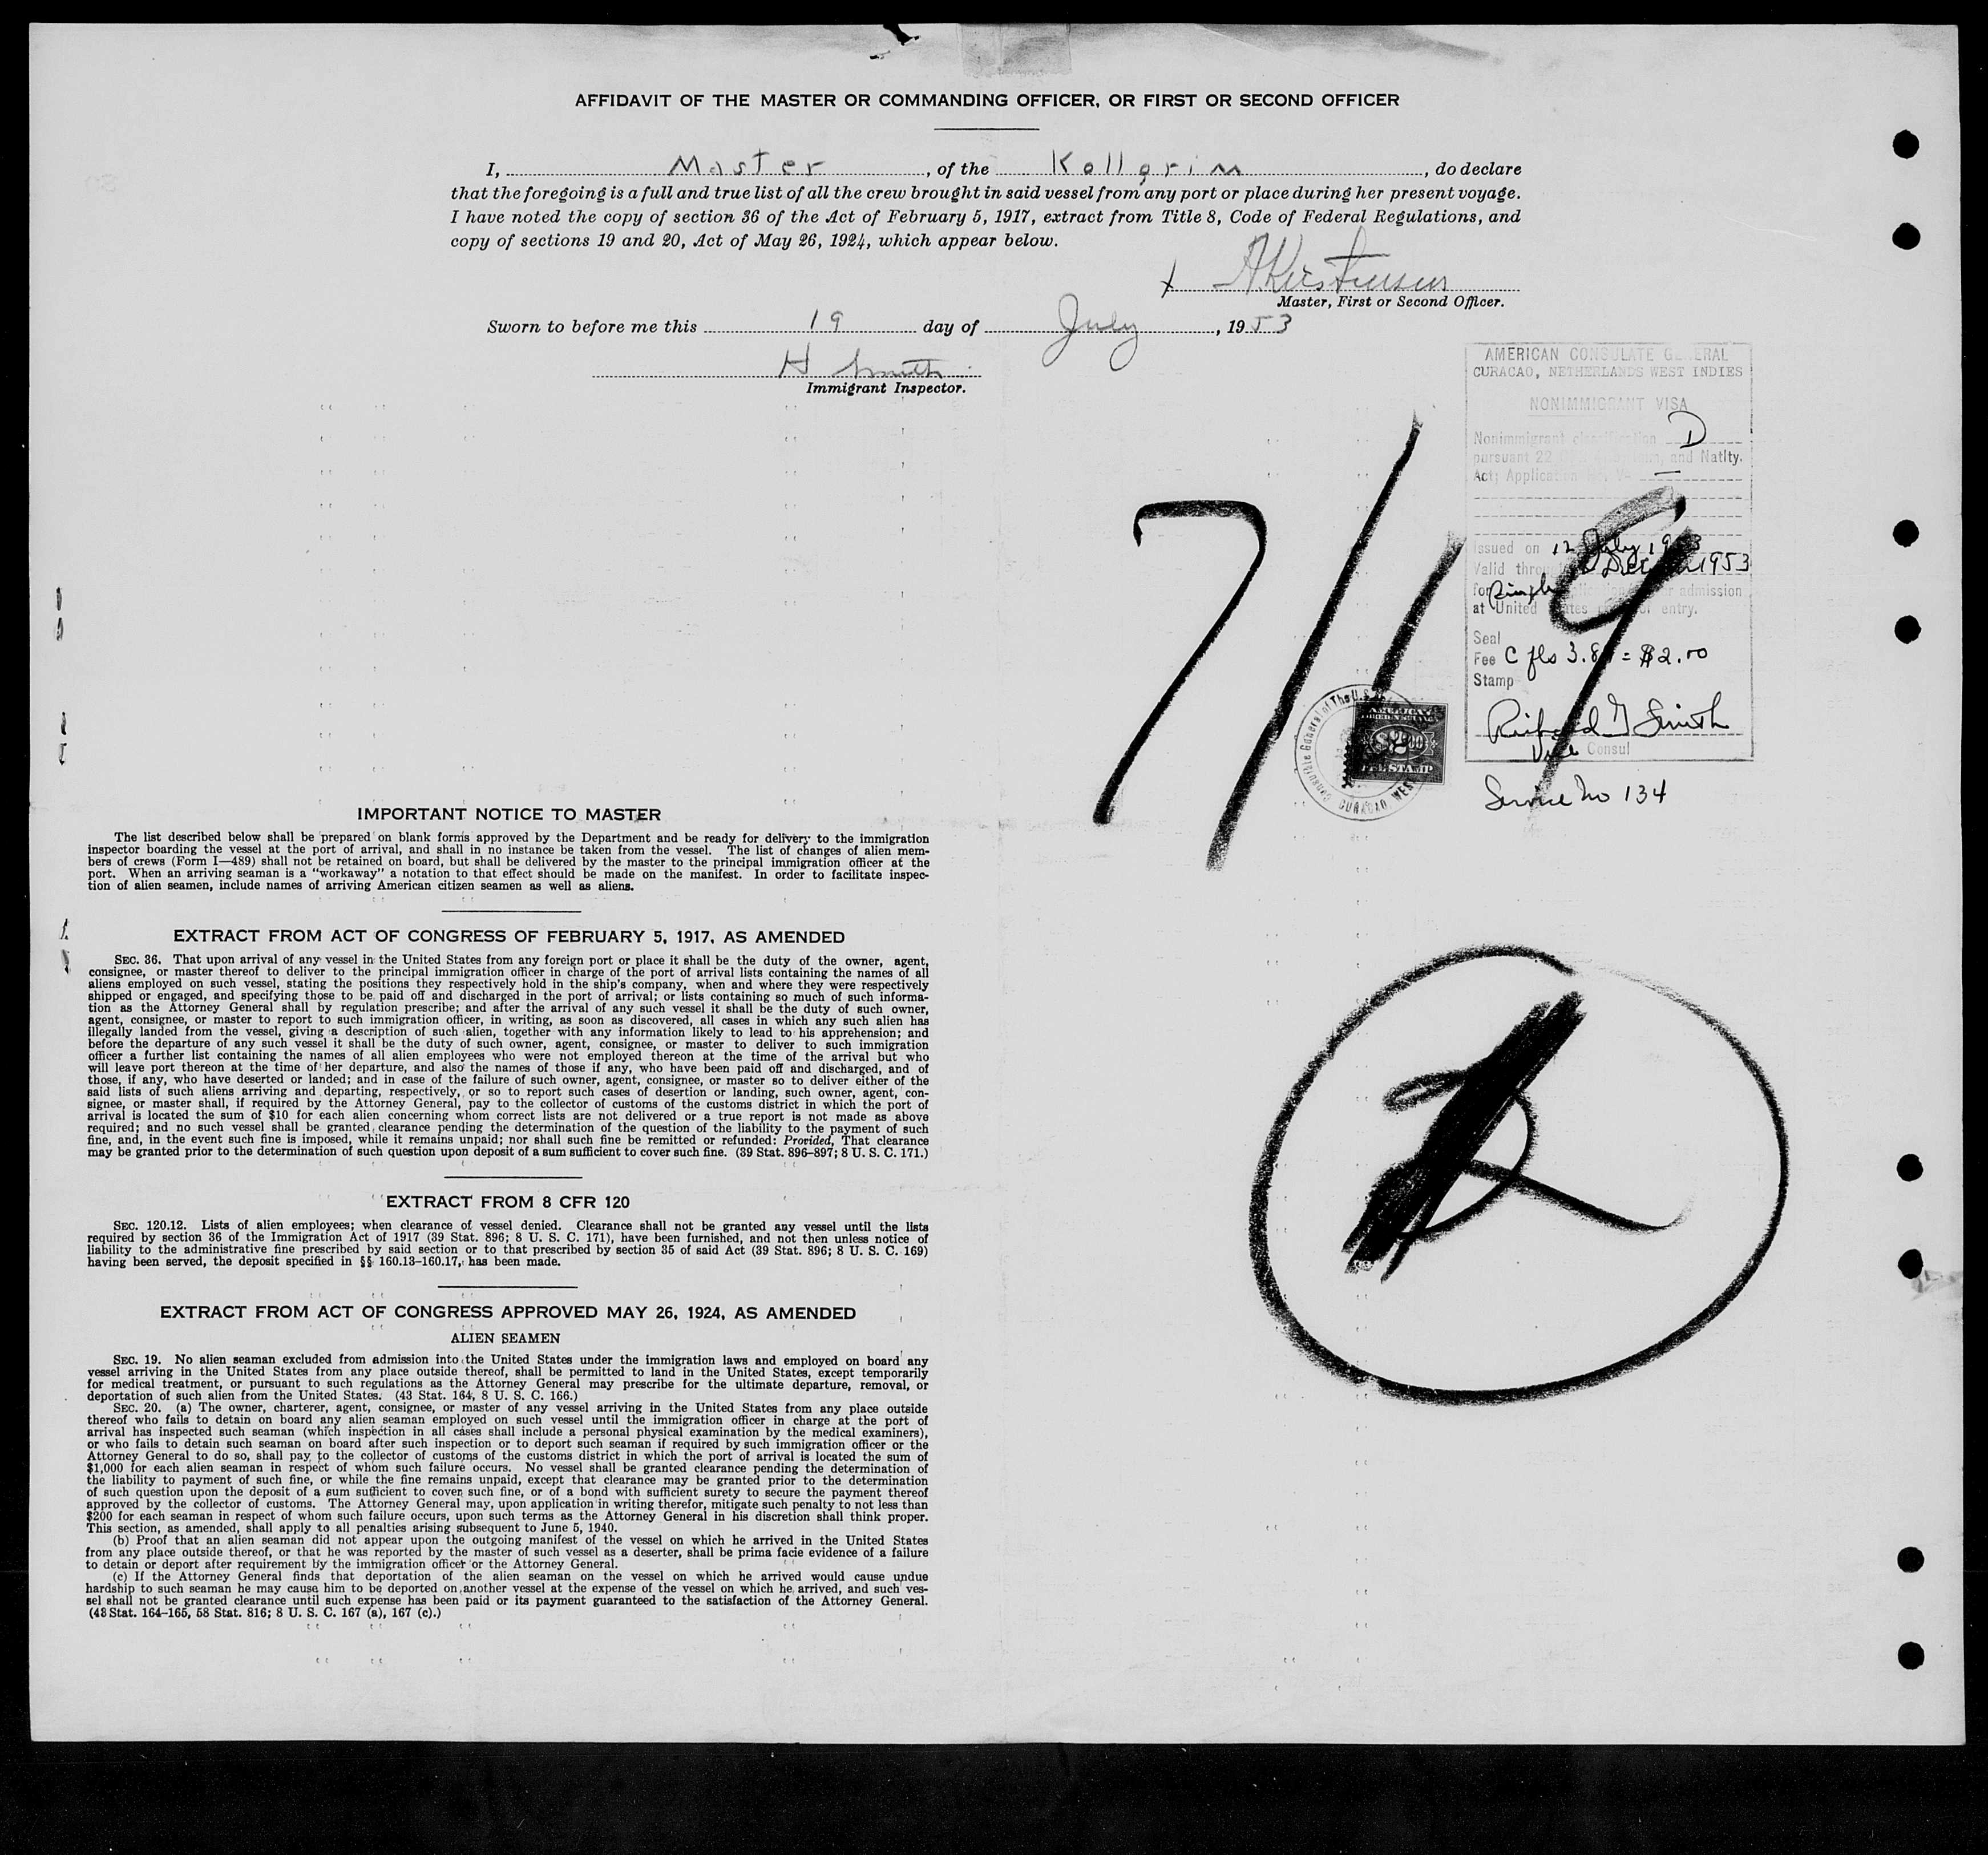 AFFIDAVIT OF THE MASTER OR COMMANDING OFFICER, OR FIRST OR SECOND OFFICER
I, Master, of the Kollgrim, do declare
that the foregoing is a full and true list of all the crew brought in said vessel from any port or place during her present voyage.
I have noted the copy of section 36 of the Act of February 5, 1917, extract from Title 8, Code of Federal Regulations, and
copy of sections 19 and 20, Act of May 26, 1924, which appear below.
x A. Kristensen
Master, First or Second Officer.
Sworn to before me this 19 day of July, 1953
H Smith
Immigrant Inspector.
AMERICAN CONSULATE GENERAL
CURACAO, NETHERLANDS WEST INDIES
NONIMMIGRANT VISA
Nonimmigrant classification D
pursuant 22 and Natlty.
Act; Application V-
Issued on 12 July 1953
Valid through 1953
for Single admission
at United States entry.
Seal
Fee C fls 3.8 = $2.00
Stamp
Richard G Smith
Vice Consul
Service No 134
7/19
AMERICAN
$2.00
FEE STAMP
CURACAO, WEST
IMPORTANT NOTICE TO MASTER
The list described below shall be prepared on blank forms approved by the Department and be ready for delivery to the immigration
inspector boarding the vessel at the port of arrival, and shall in no instance be taken from the vessel. The list of changes of alien mem-
bers of crews (Form I—489) shall not be retained on board, but shall be delivered by the master to the principal immigration officer at the
port. When an arriving seaman is a "workaway" a notation to that effect should be made on the manifest. In order to facilitate inspec-
tion of alien seamen, include names of arriving American citizen seamen as well as aliens.
EXTRACT FROM ACT OF CONGRESS OF FEBRUARY 5, 1917, AS AMENDED
SEC. 36. That upon arrival of any vessel in the United States from any foreign port or place it shall be the duty of the owner, agent,
consignee, or master thereof to deliver to the principal immigration officer in charge of the port of arrival lists containing the names of all
aliens employed on such vessel, stating the positions they respectively hold in the ship's company, when and where they were respectively
shipped or engaged, and specifying those to be paid off and discharged in the port of arrival; or lists containing so much of such informa-
tion as the Attorney General shall by regulation prescribe; and after the arrival of any such vessel it shall be the duty of such owner,
agent, consignee, or master to report to such immigration officer, in writing, as soon as discovered, all cases in which any such alien has
illegally landed from the vessel, giving a description of such alien, together with any information likely to lead to his apprehension; and
before the departure of any such vessel it shall be the duty of such owner, agent, consignee, or master to deliver to such immigration
officer a further list containing the names of all alien employees who were not employed thereon at the time of the arrival but who
will leave port thereon at the time of her departure, and also the names of those if any, who have been paid off and discharged, and of
those, if any, who have deserted or landed; and in case of the failure of such owner, agent, consignee, or master so to deliver either of the
said lists of such aliens arriving and departing, respectively, or so to report such cases of desertion or landing, such owner, agent, con-
signee, or master shall, if required by the Attorney General, pay to the collector of customs of the customs district in which the port of
arrival is located the sum of $10 for each alien concerning whom correct lists are not delivered or a true report is not made as above
required; and no such vessel shall be granted clearance pending the determination of the question of the liability to the payment of such
fine, and, in the event such fine is imposed, while it remains unpaid; nor shall such fine be remitted or refunded: Provided, That clearance
may be granted prior to the determination of such question upon deposit of a sum sufficient to cover such fine. (39 Stat. 896–897; 8 U. S. C. 171.)
EXTRACT FROM 8 CFR 120
SEC. 120.12. Lists of alien employees; when clearance of vessel denied. Clearance shall not be granted any vessel until the lists
required by section 36 of the Immigration Act of 1917 (39 Stat. 896; 8 U. S. C. 171), have been furnished, and not then unless notice of
liability to the administrative fine prescribed by said section or to that prescribed by section 35 of said Act (39 Stat. 896; 8 U. S. C. 169)
having been served, the deposit specified in §§ 160.13–160.17, has been made.
EXTRACT FROM ACT OF CONGRESS APPROVED MAY 26, 1924, AS AMENDED
ALIEN SEAMEN
SEC. 19. No alien seaman excluded from admission into the United States under the immigration laws and employed on board any
vessel arriving in the United States from any place outside thereof, shall be permitted to land in the United States, except temporarily
for medical treatment, or pursuant to such regulations as the Attorney General may prescribe for the ultimate departure, removal, or
deportation of such alien from the United States. (43 Stat. 164, 8 U. S. C. 166.)
SEC. 20. (a) The owner, charterer, agent, consignee, or master of any vessel arriving in the United States from any place outside
thereof who fails to detain on board any alien seaman employed on such vessel until the immigration officer in charge at the port of
arrival has inspected such seaman (which inspection in all cases shall include a personal physical examination by the medical examiners),
or who fails to detain such seaman on board after such inspection or to deport such seaman if required by such immigration officer or the
Attorney General to do so, shall pay to the collector of customs of the customs district in which the port of arrival is located the sum of
$1,000 for each alien seaman in respect of whom such failure occurs. No vessel shall be granted clearance pending the determination of
the liability to payment of such fine, or while the fine remains unpaid, except that clearance may be granted prior to the determination
of such question upon the deposit of a sum sufficient to cover such fine, or of a bond with sufficient surety to secure the payment thereof
approved by the collector of customs. The Attorney General may, upon application in writing therefor, mitigate such penalty to not less than
$200 for each seaman in respect of whom such failure occurs, upon such terms as the Attorney General in his discretion shall think proper.
This section, as amended, shall apply to all penalties arising subsequent to June 5, 1940.
(b) Proof that an alien seaman did not appear upon the outgoing manifest of the vessel on which he arrived in the United States
from any place outside thereof, or that he was reported by the master of such vessel as a deserter, shall be prima facie evidence of a failure
to detain or deport after requirement by the immigration officer or the Attorney General.
(c) If the Attorney General finds that deportation of the alien seaman on the vessel on which he arrived would cause undue
hardship to such seaman he may cause him to be deported on another vessel at the expense of the vessel on which he arrived, and such ves-
sel shall not be granted clearance until such expense has been paid or its payment guaranteed to the satisfaction of the Attorney General.
(43 Stat. 164–165, 58 Stat. 816; 8 U. S. C. 167 (a), 167 (c).)
2